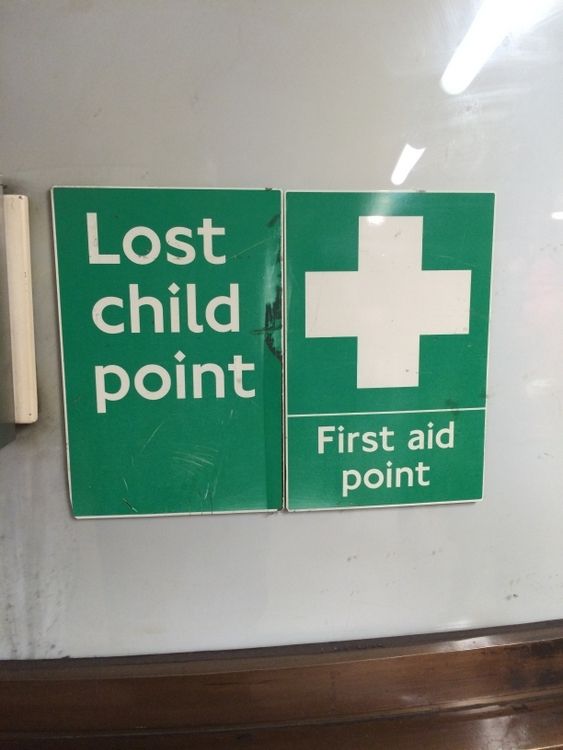 Lost
child
point
First aid
point